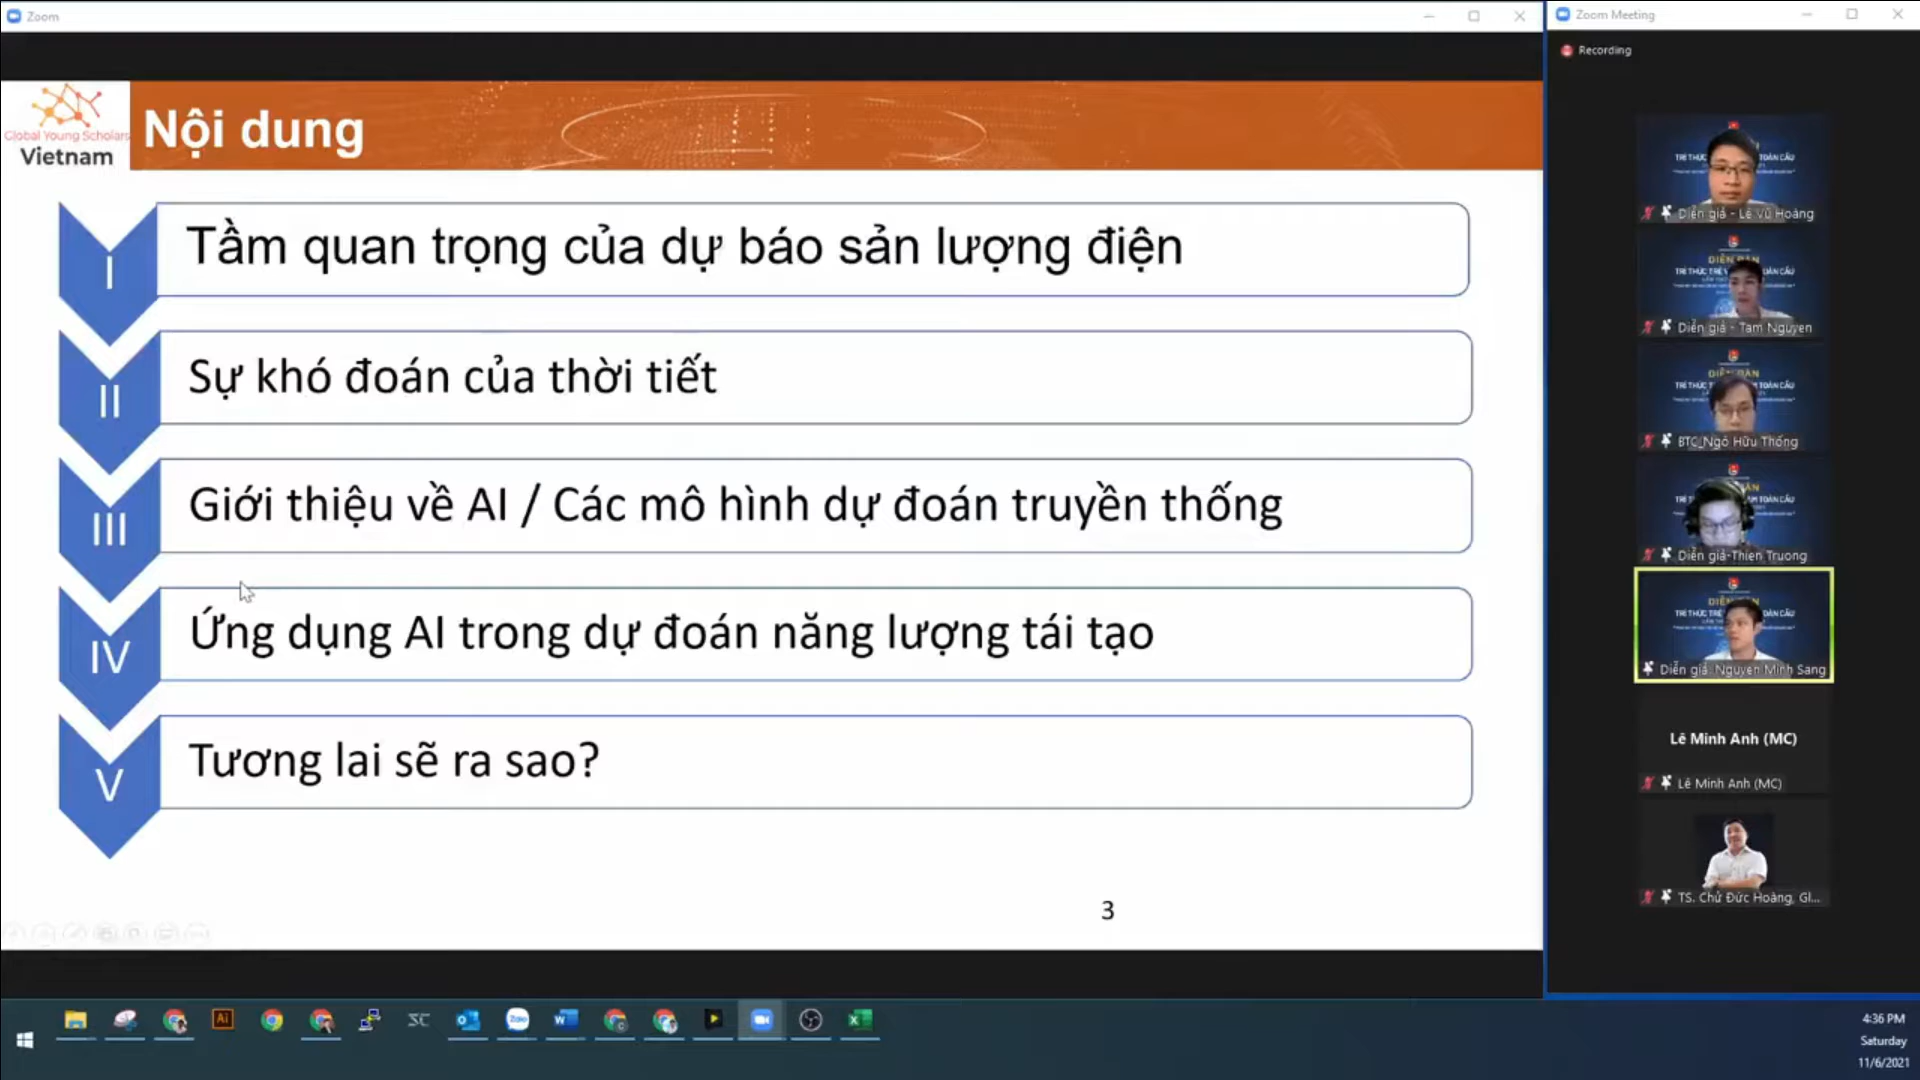 Zoom
Zoom Meeting
Recording
Global Young Scholars
Vietnam
Nội dung
I
Tầm quan trọng của dự báo sản lượng điện
II
Sự khó đoán của thời tiết
III
Giới thiệu về AI / Các mô hình dự đoán truyền thống
IV
Ứng dụng AI trong dự đoán năng lượng tái tạo
V
Tương lai sẽ ra sao?
3
Diễn giả - Lê Vũ Hoàng
Diễn giả - Tam Nguyen
BTC_Ngô Hữu Thống
Diễn giả-Thien Truong
Diễn giả Nguyen Minh Sang
Lê Minh Anh (MC)
Lê Minh Anh (MC)
TS. Chử Đức Hoàng, Gl...
Ai
Zalo
4:36 PM
Saturday
11/6/2021